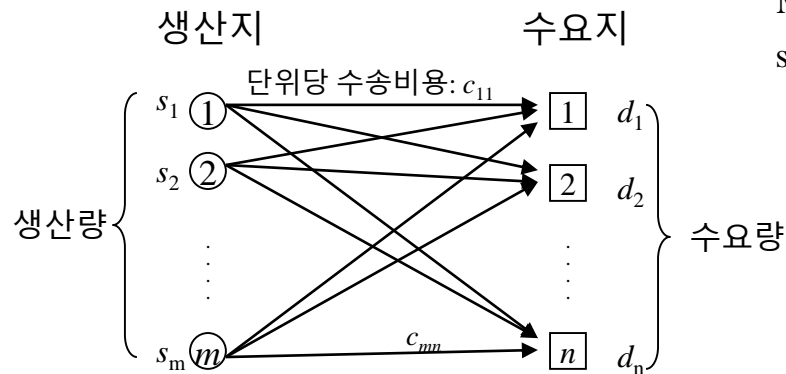 생산지 수요지
단위당 수송비용: c₁₁
s₁ 1 1 d₁
s₂ 2 2 d₂
생산량 수요량
sₘ m cₘₙ n dₙ